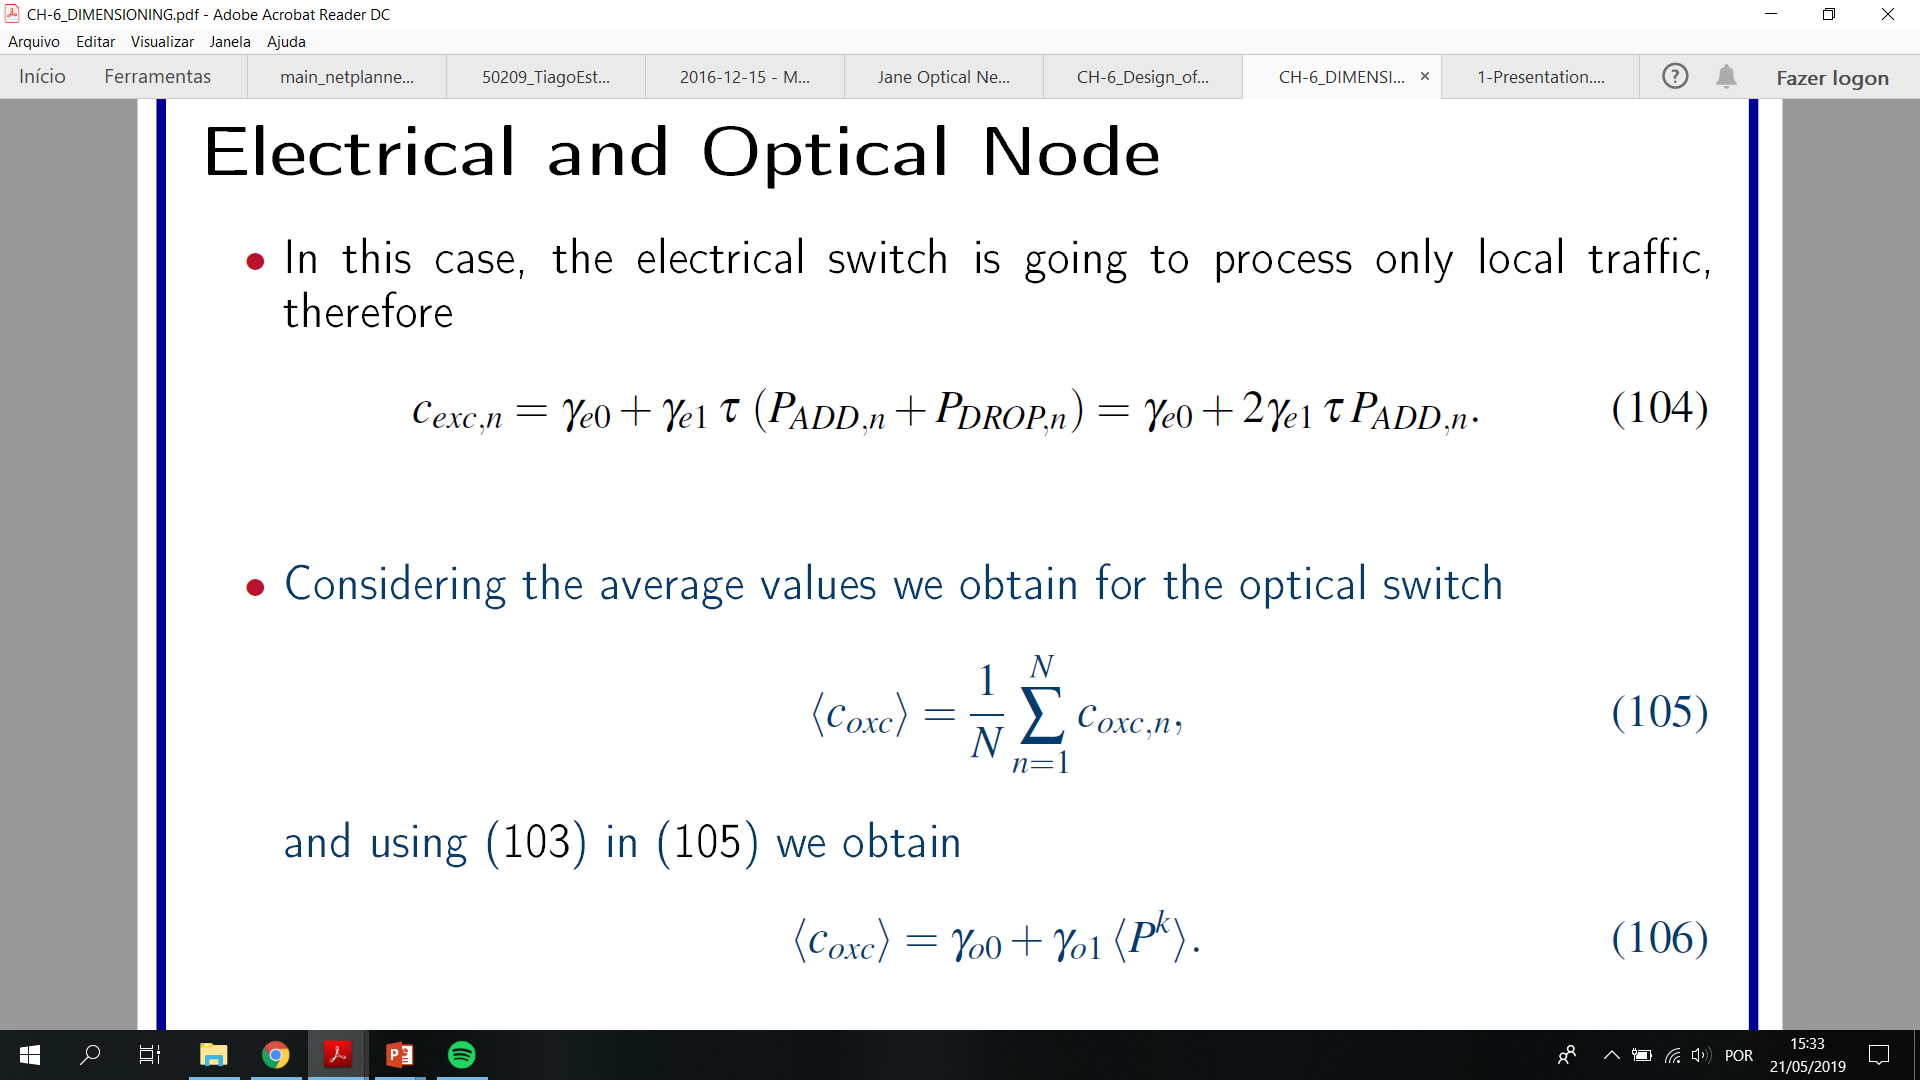 CH-6_DIMENSIONING.pdf - Adobe Acrobat Reader DC
Arquivo Editar Visualizar Janela Ajuda
Início Ferramentas main_netplanne... 50209_TiagoEst... 2016-12-15 - M... Jane Optical Ne... CH-6_Design_of... CH-6_DIMENSI... × 1-Presentation.... ? Fazer logon
Electrical and Optical Node
• In this case, the electrical switch is going to process only local traffic,
therefore
c_{exc,n} = γ_{e0} + γ_{e1} τ (P_{ADD,n} + P_{DROP,n}) = γ_{e0} + 2γ_{e1} τ P_{ADD,n}. (104)
• Considering the average values we obtain for the optical switch
⟨c_{oxc}⟩ = \frac{1}{N} \sum_{n=1}^{N} c_{oxc,n}, (105)
and using (103) in (105) we obtain
⟨c_{oxc}⟩ = γ_{o0} + γ_{o1} ⟨P^k⟩. (106)
POR
15:33
21/05/2019